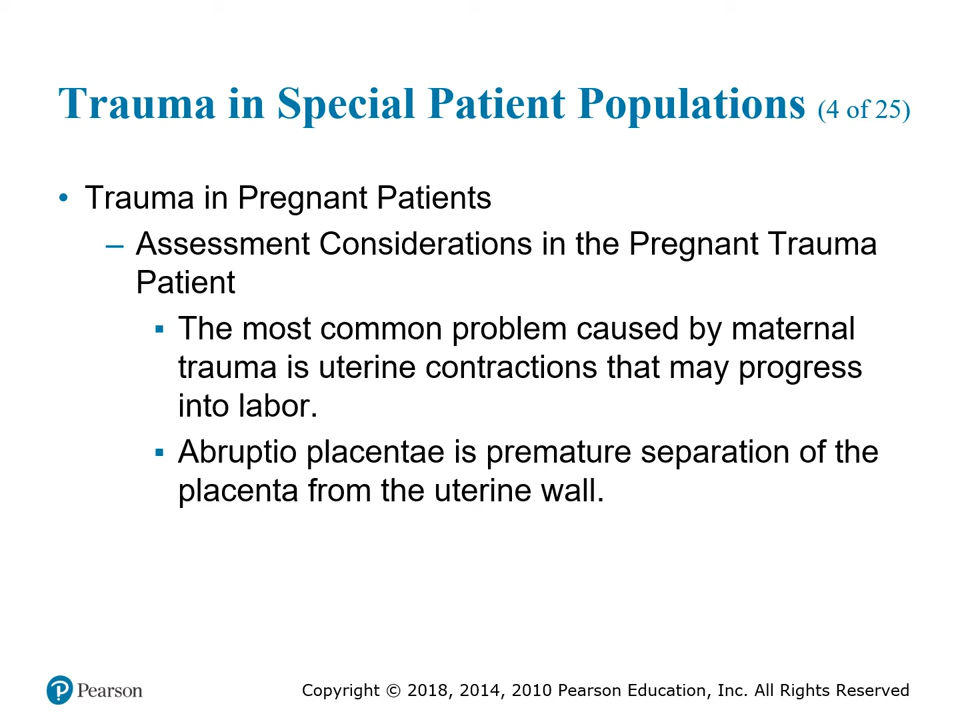 Trauma in Special Patient Populations (4 of 25)
• Trauma in Pregnant Patients
– Assessment Considerations in the Pregnant Trauma
Patient
▪ The most common problem caused by maternal
trauma is uterine contractions that may progress
into labor.
▪ Abruptio placentae is premature separation of the
placenta from the uterine wall.
Pearson
Copyright © 2018, 2014, 2010 Pearson Education, Inc. All Rights Reserved